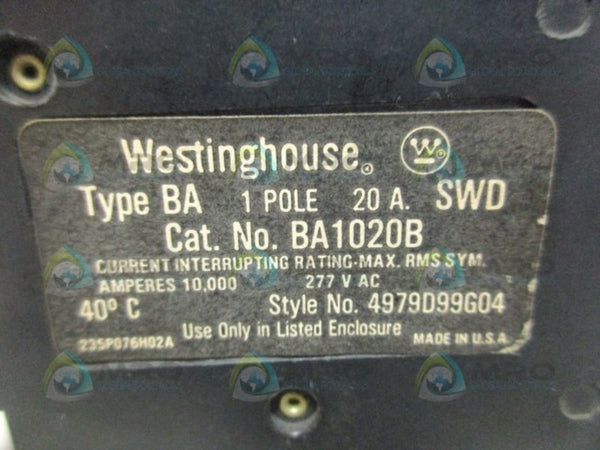 Westinghouse® W
Type BA 1 POLE 20 A. SWD
Cat. No. BA1020B
CURRENT INTERRUPTING RATING-MAX. RMS SYM.
AMPERES 10,000 277 V AC
40° C Style No. 4979D99G04
Use Only in Listed Enclosure
235P076H02A MADE IN U.S.A.
MRO